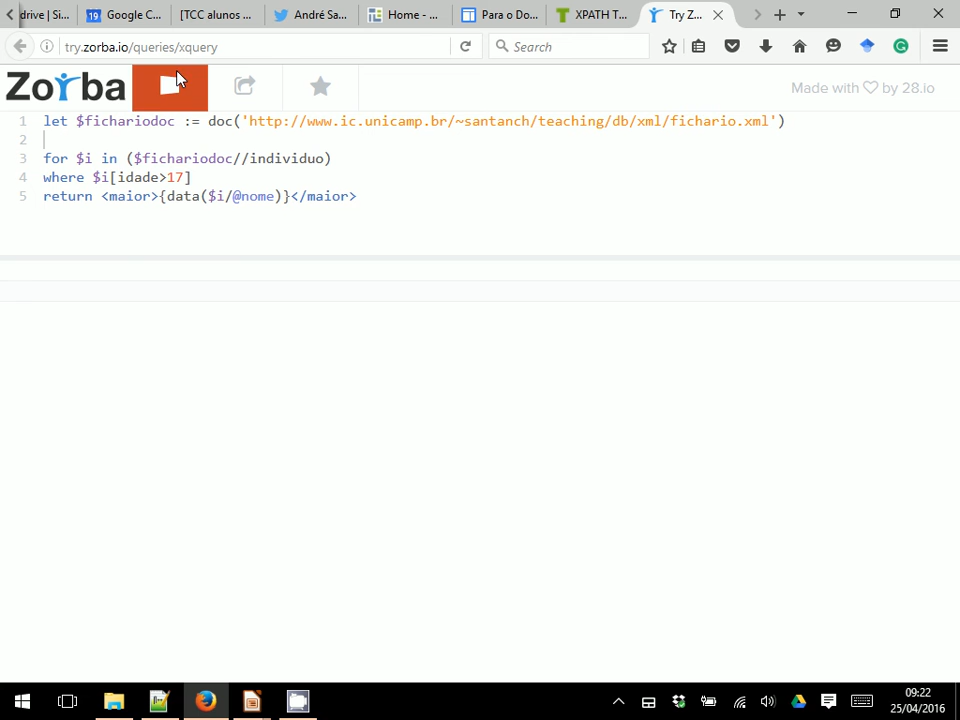 drive | Si...
19 Google C...
[TCC alunos ...
André Sa...
Home - ...
Para o Do...
XPATH T...
Try Z...
try.zorba.io/queries/xquery
Search
Zorba
Made with by 28.io
1 let $fichariodoc := doc('http://www.ic.unicamp.br/~santanch/teaching/db/xml/fichario.xml')
2
3 for $i in ($fichariodoc//individuo)
4 where $i[idade>17]
5 return <maior>{data($i/@nome)}</maior>
09:22
25/04/2016